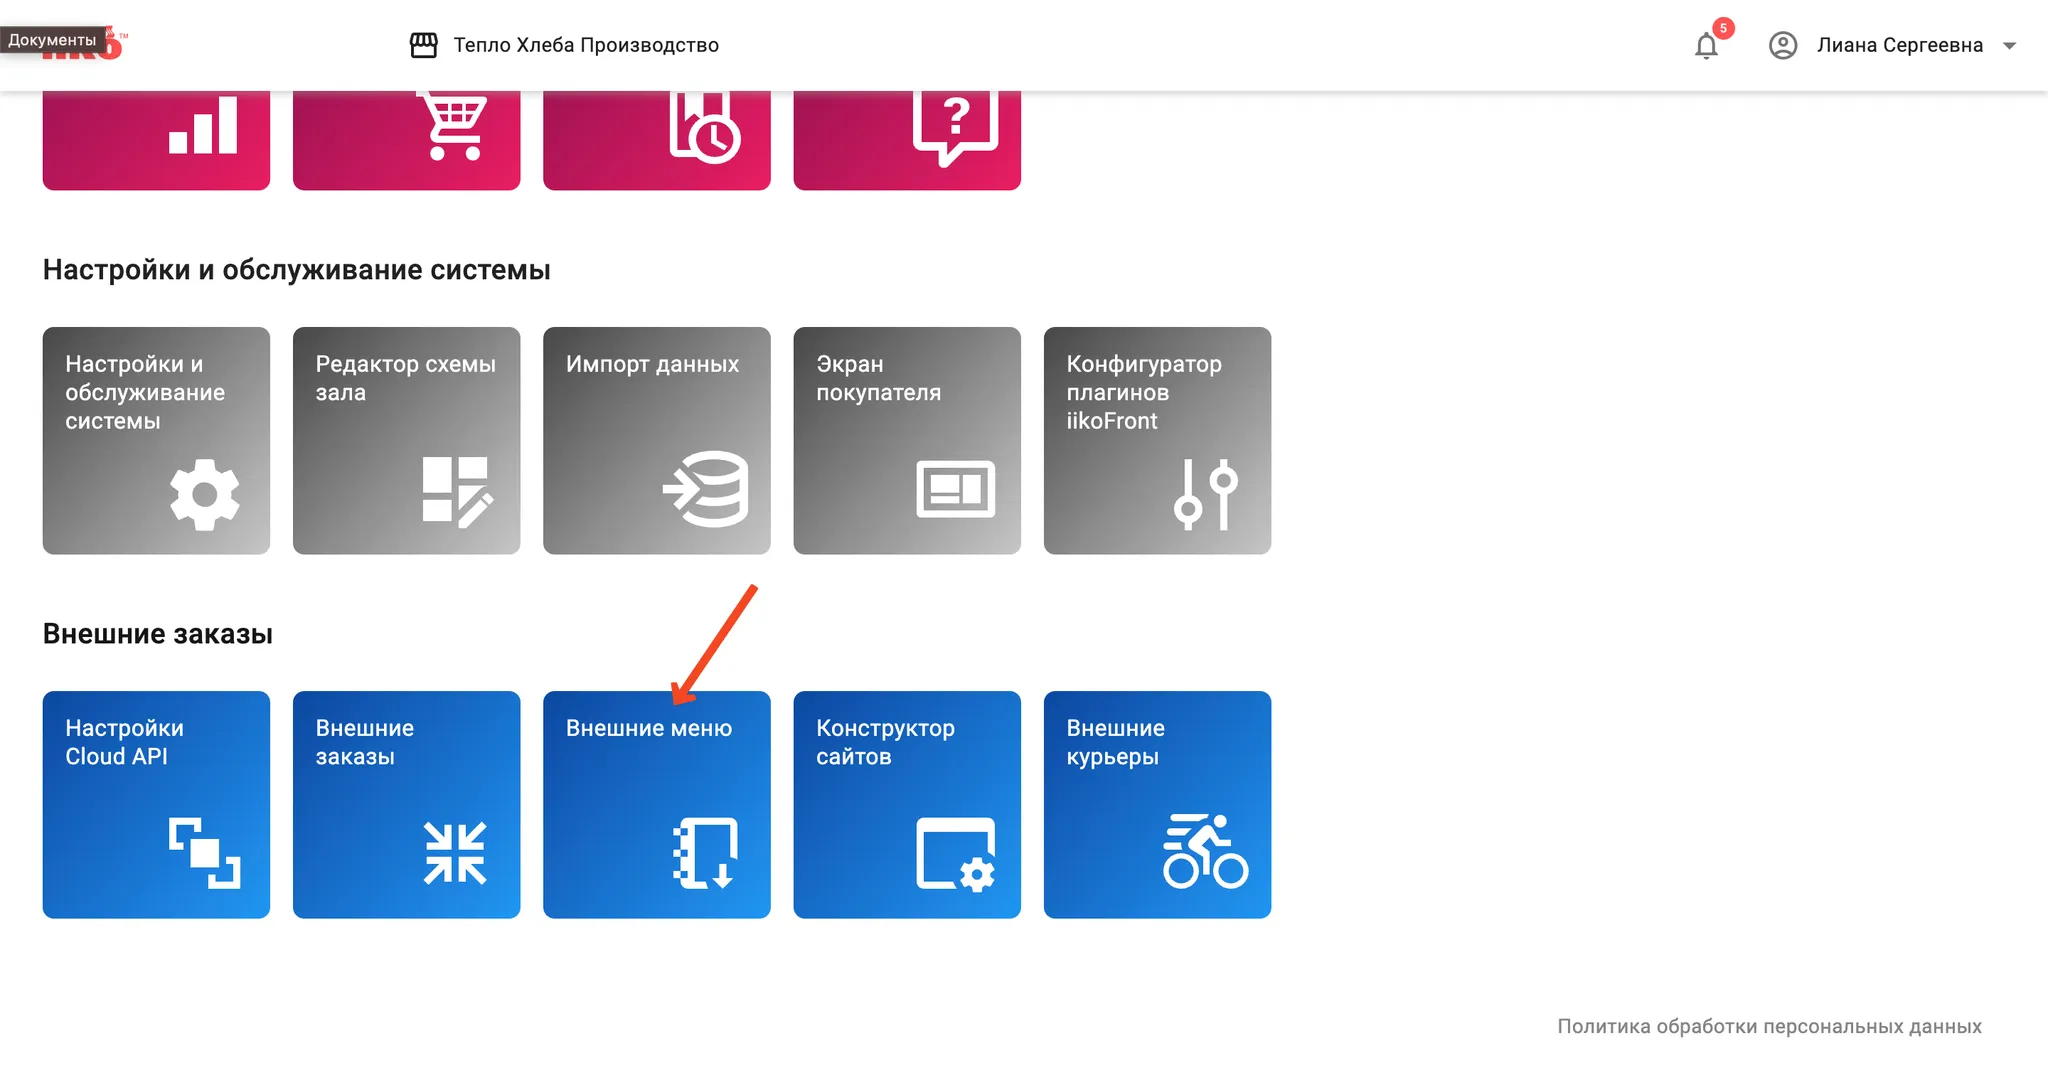 Документы
Тепло Хлеба Производство
5
Лиана Сергеевна
?
Настройки и обслуживание системы
Настройки и
обслуживание
системы
Редактор схемы
зала
Импорт данных
Экран
покупателя
Конфигуратор
плагинов
iikoFront
Внешние заказы
Настройки
Cloud API
Внешние
заказы
Внешние меню
Конструктор
сайтов
Внешние
курьеры
Политика обработки персональных данных